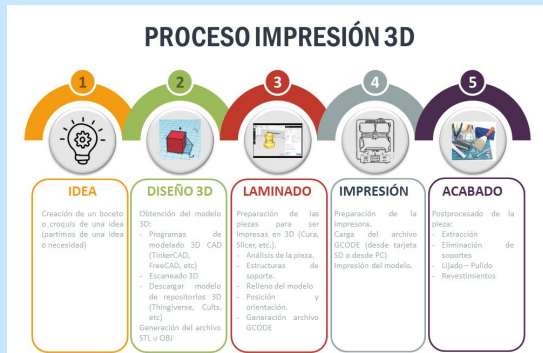 PROCESO IMPRESIÓN 3D
1
2
3
4
5
IDEA
Creación de un boceto
o croquis de una idea
(partimos de una idea
o necesidad)
DISEÑO 3D
Obtención del modelo
3D:
- Programas de
modelado 3D CAD
(TinkerCAD,
FreeCAD, etc)
- Escaneado 3D
- Descargar modelo
de repositorios 3D
(Thingiverse, Cults,
etc)
Generación del archivo
STL u OBJ
LAMINADO
Preparación de las
piezas para ser
impresas en 3D (Cura,
Slicer, etc.).
- Análisis de la pieza.
- Estructuras de
soporte.
- Relleno del modelo
- Posición y
orientación.
- Generación archivo
GCODE
IMPRESIÓN
Preparación de la
impresora.
Carga del archivo
GCODE (desde tarjeta
SD o desde PC)
Impresión del modelo.
ACABADO
Postprocesado de la
pieza:
- Extracción
- Eliminación de
soportes
- Lijado – Pulido
- Revestimientos